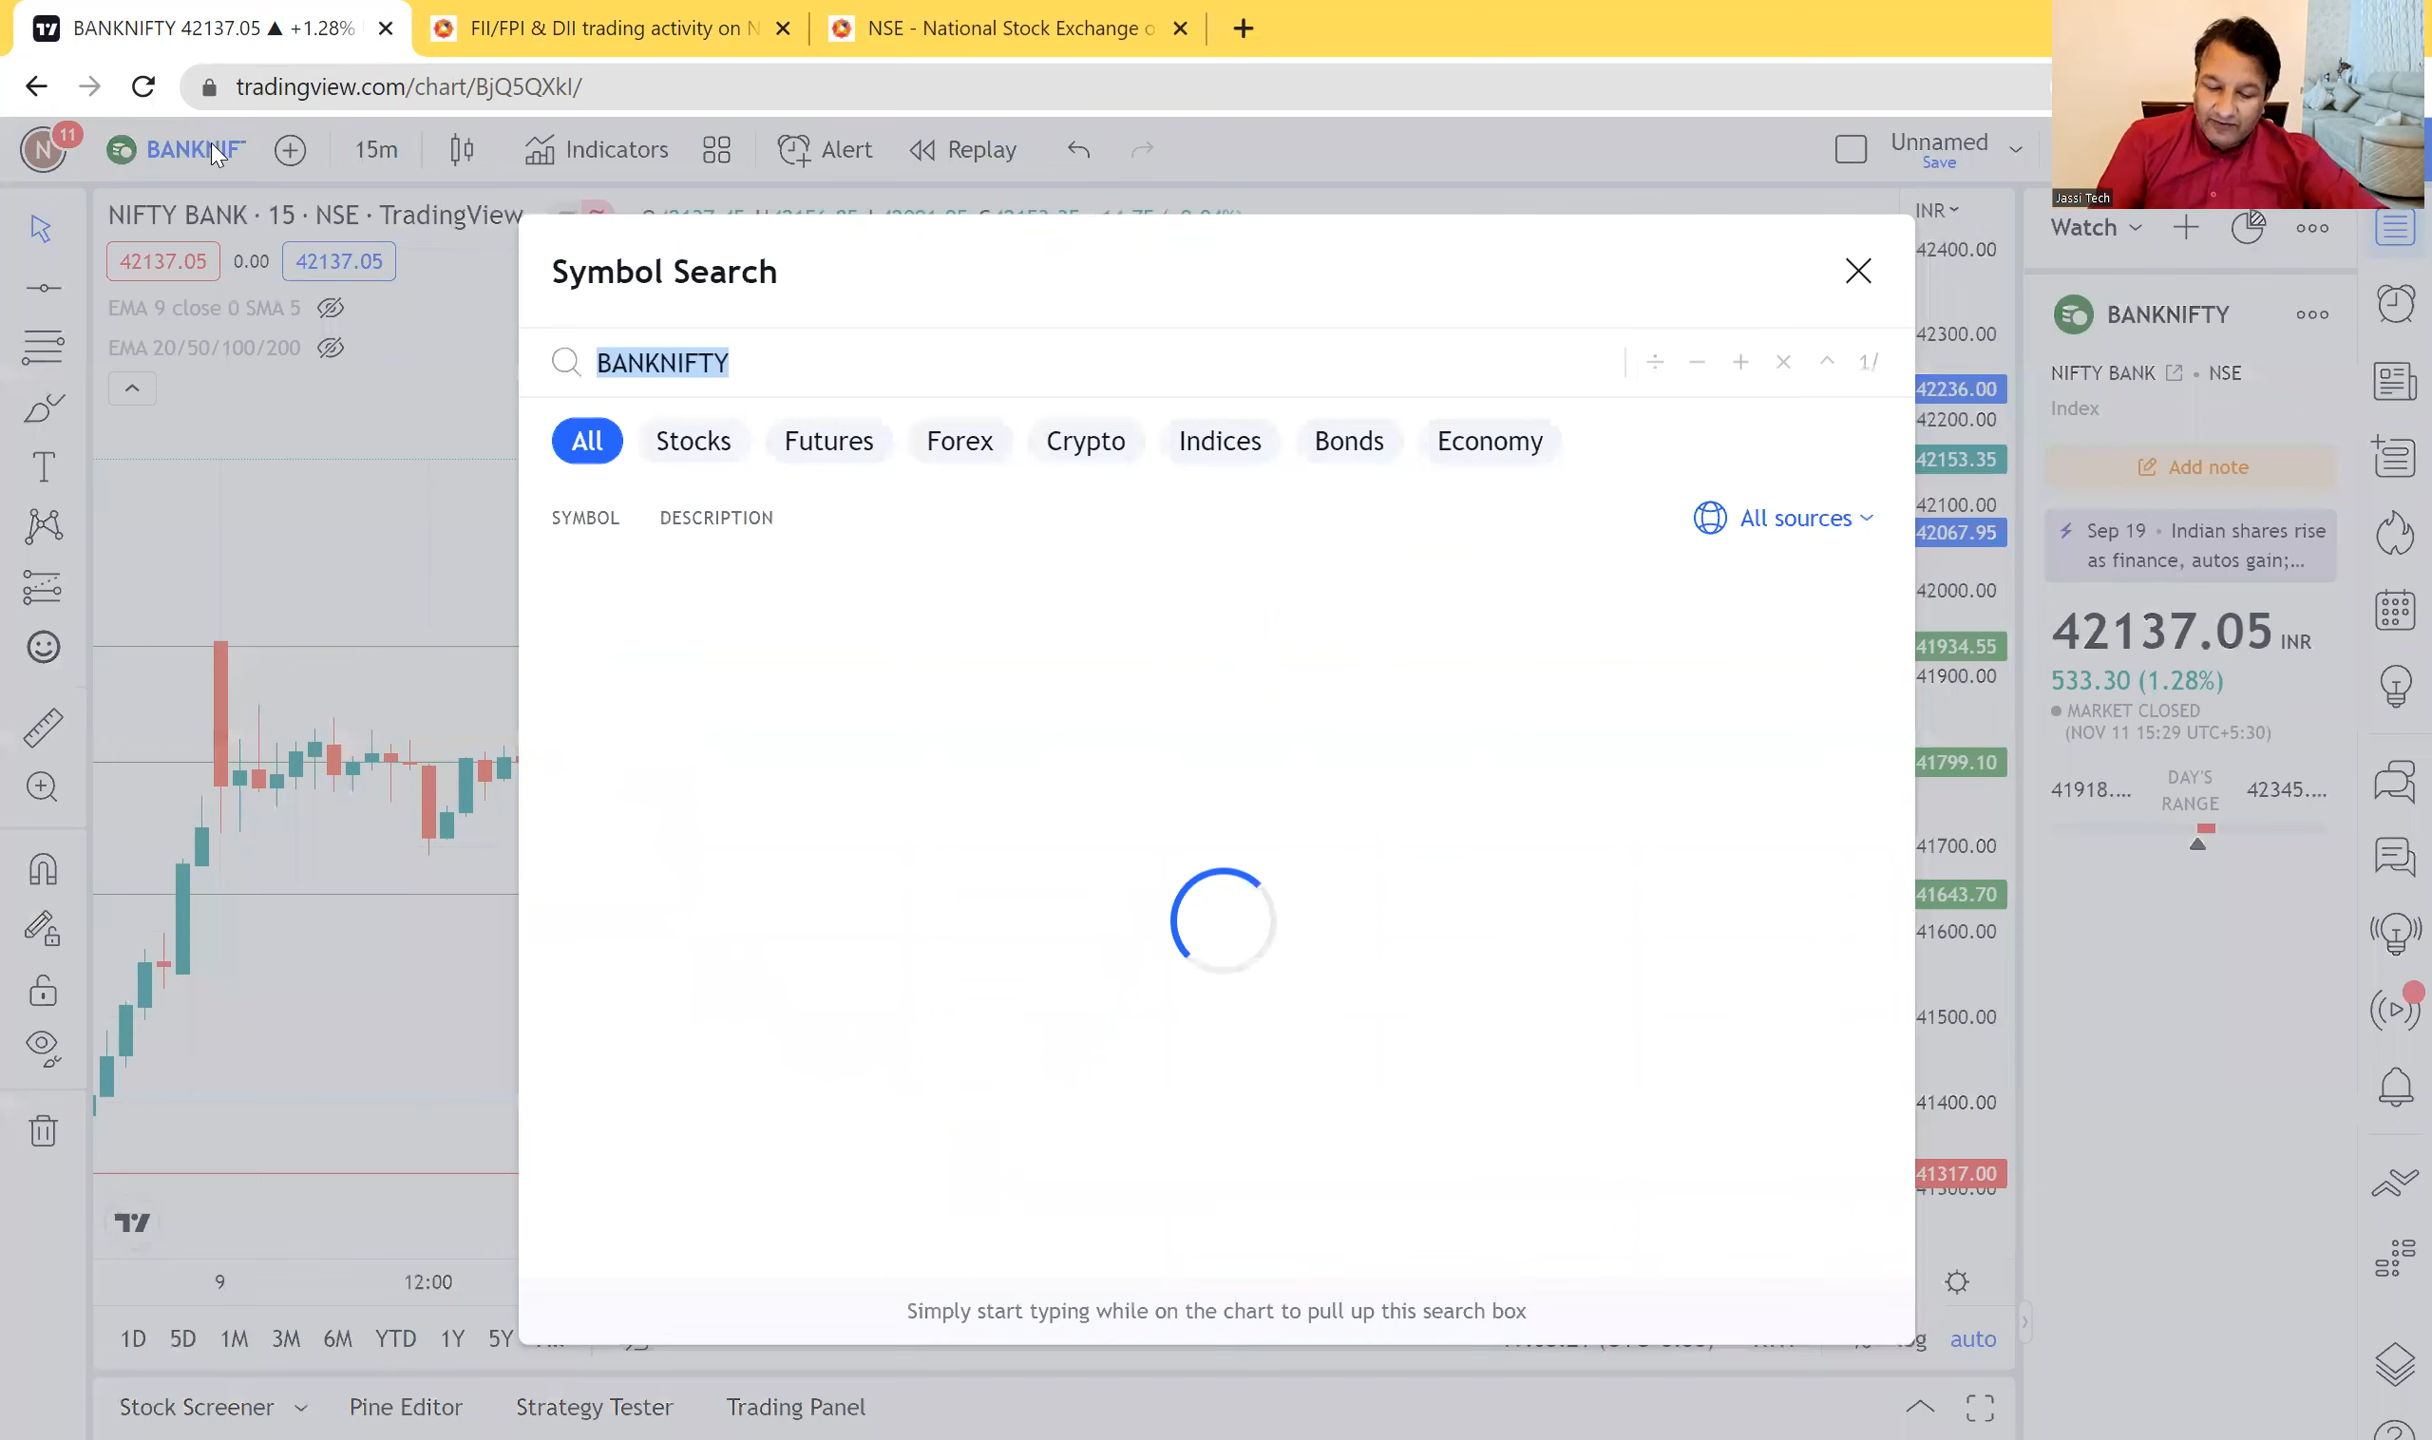 BANKNIFTY 42137.05 ▲ +1.28%
FII/FPI & DII trading activity on N
NSE - National Stock Exchange o
tradingview.com/chart/BjQ5QXkI/
N
11
BANKNIF
15m
Indicators
Alert
Replay
Unnamed
Save
Jassi Tech
NIFTY BANK · 15 · NSE · TradingView
42137.05
0.00
42137.05
EMA 9 close 0 SMA 5
EMA 20/50/100/200
Symbol Search
BANKNIFTY
÷ − + × ^ 1/
All
Stocks
Futures
Forex
Crypto
Indices
Bonds
Economy
SYMBOL
DESCRIPTION
All sources
Simply start typing while on the chart to pull up this search box
INR
42400.00
42300.00
42236.00
42200.00
42153.35
42100.00
42067.95
42000.00
41934.55
41900.00
41799.10
41700.00
41643.70
41600.00
41500.00
41400.00
41317.00
Watch
BANKNIFTY
NIFTY BANK • NSE
Index
Add note
Sep 19 • Indian shares rise
as finance, autos gain;...
42137.05 INR
533.30 (1.28%)
MARKET CLOSED
(NOV 11 15:29 UTC+5:30)
41918....
DAY'S
RANGE
42345....
9
12:00
1D
5D
1M
3M
6M
YTD
1Y
5Y
auto
Stock Screener
Pine Editor
Strategy Tester
Trading Panel